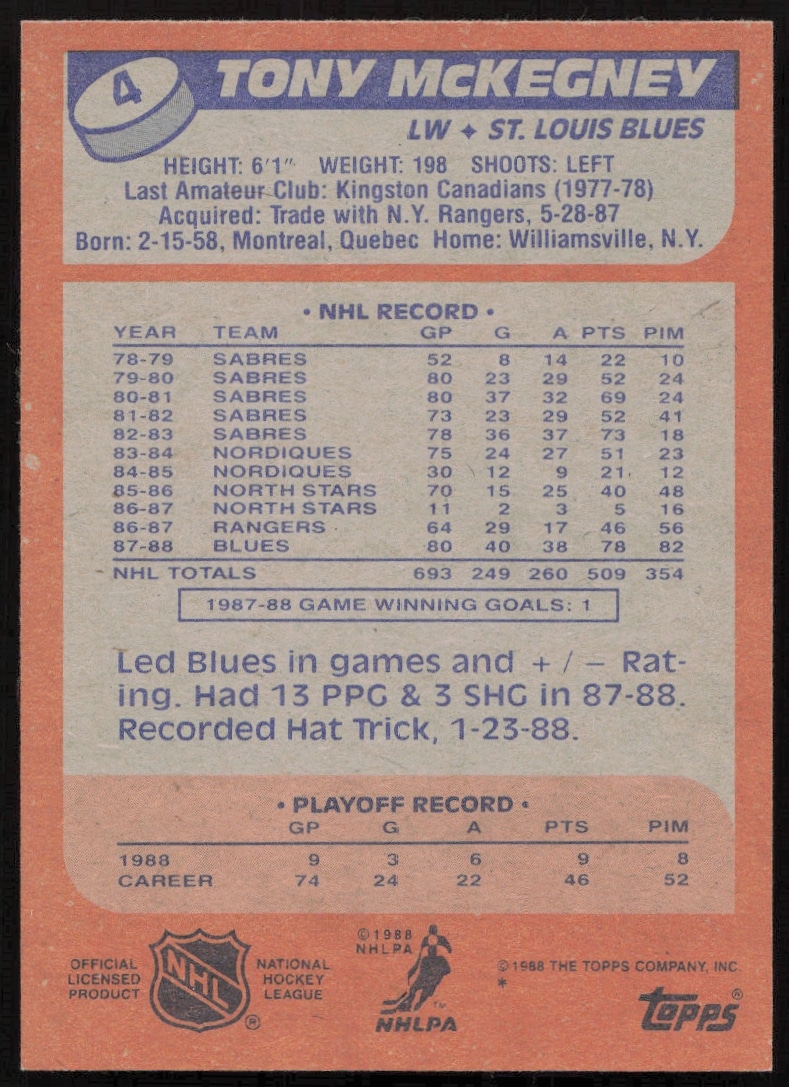 4
TONY McKEGNEY
LW ✦ ST. LOUIS BLUES
HEIGHT: 6'1" WEIGHT: 198 SHOOTS: LEFT
Last Amateur Club: Kingston Canadians (1977-78)
Acquired: Trade with N.Y. Rangers, 5-28-87
Born: 2-15-58, Montreal, Quebec Home: Williamsville, N.Y.
• NHL RECORD •
YEAR TEAM GP G A PTS PIM
78-79 SABRES 52 8 14 22 10
79-80 SABRES 80 23 29 52 24
80-81 SABRES 80 37 32 69 24
81-82 SABRES 73 23 29 52 41
82-83 SABRES 78 36 37 73 18
83-84 NORDIQUES 75 24 27 51 23
84-85 NORDIQUES 30 12 9 21 12
85-86 NORTH STARS 70 15 25 40 48
86-87 NORTH STARS 11 2 3 5 16
86-87 RANGERS 64 29 17 46 56
87-88 BLUES 80 40 38 78 82
NHL TOTALS 693 249 260 509 354
1987-88 GAME WINNING GOALS: 1
Led Blues in games and + / – Rat-
ing. Had 13 PPG & 3 SHG in 87-88.
Recorded Hat Trick, 1-23-88.
• PLAYOFF RECORD •
GP G A PTS PIM
1988 9 3 6 9 8
CAREER 74 24 22 46 52
OFFICIAL
LICENSED
PRODUCT
NHL
®
NATIONAL
HOCKEY
LEAGUE
©1988
NHLPA
™
NHLPA
©1988 THE TOPPS COMPANY, INC.
*
topps®